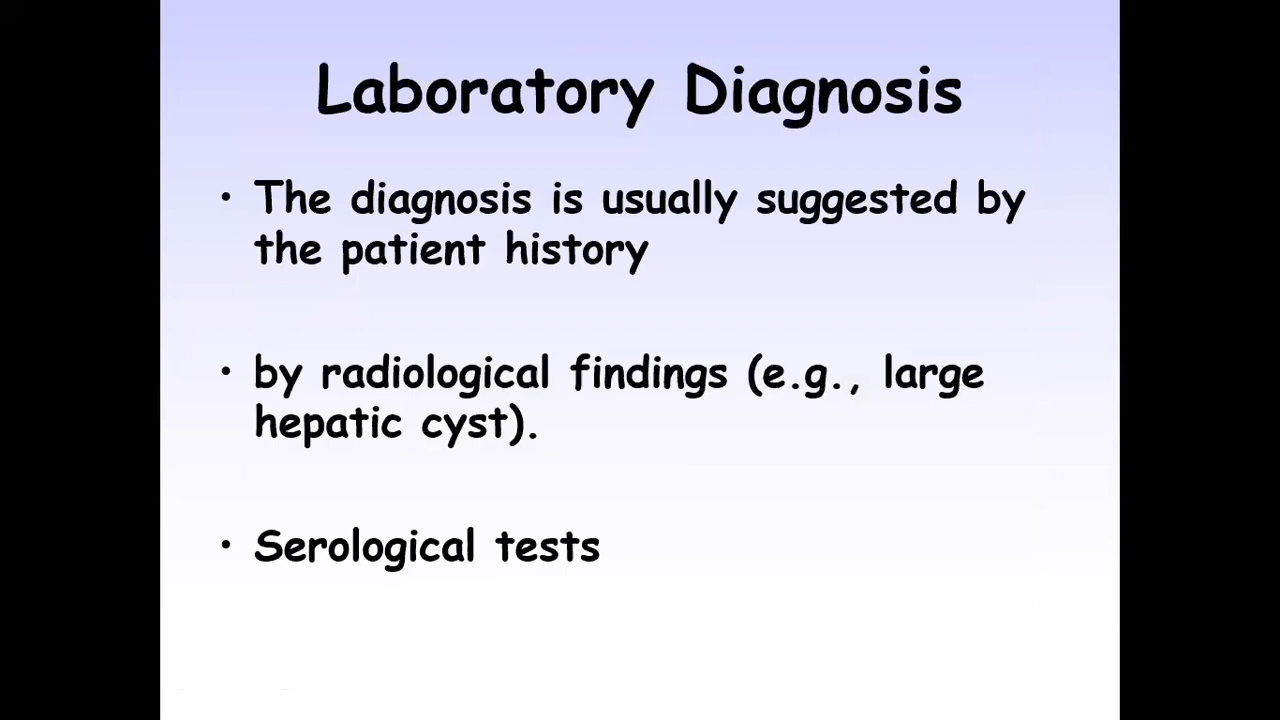 Laboratory Diagnosis
• The diagnosis is usually suggested by
the patient history
• by radiological findings (e.g., large
hepatic cyst).
• Serological tests